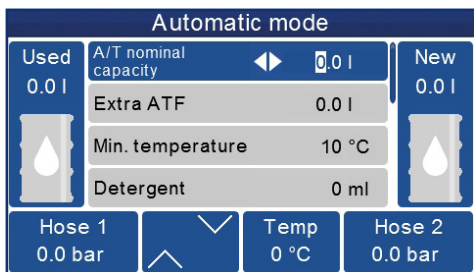 Automatic mode
Used
0.0 l
A/T nominal
capacity
0.0 l
Extra ATF
0.0 l
Min. temperature
10 °C
Detergent
0 ml
New
0.0 l
Hose 1
0.0 bar
Temp
0 °C
Hose 2
0.0 bar